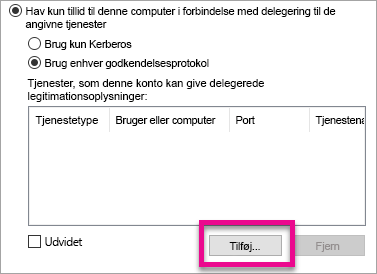 Hav kun tillid til denne computer i forbindelse med delegering til de
angivne tjenester
Brug kun Kerberos
Brug enhver godkendelsesprotokol
Tjenester, som denne konto kan give delegerede
legitimationsoplysninger:
Tjenestetype Bruger eller computer Port Tjenestena
Udvidet Tilføj... Fjern